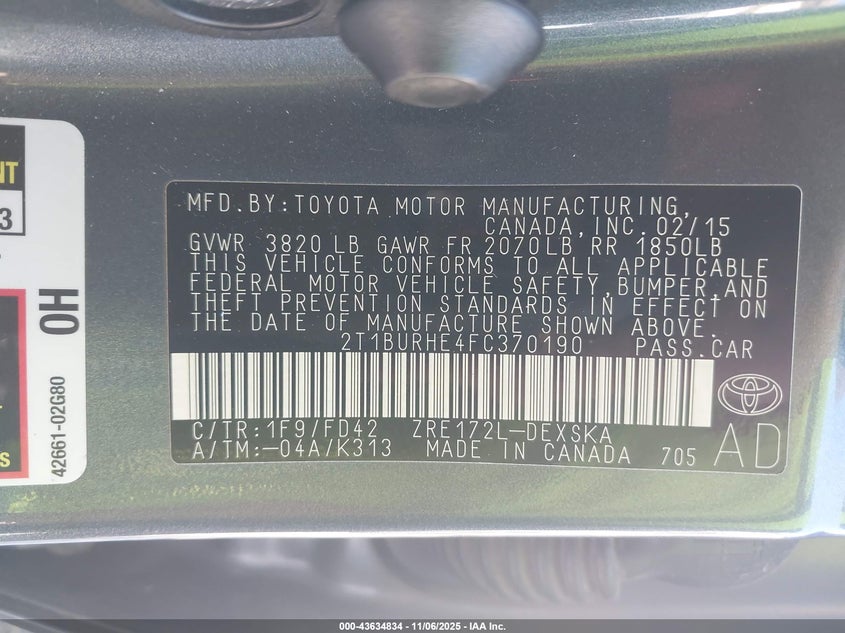 NT
3
OH
42661-02G80
S
MFD.BY:TOYOTA MOTOR MANUFACTURING,
CANADA,INC. 02/15
GVWR 3820 LB GAWR FR 2070LB RR 1850LB
THIS VEHICLE CONFORMS TO ALL APPLICABLE
FEDERAL MOTOR VEHICLE SAFETY,BUMPER,AND
THEFT PREVENTION STANDARDS IN EFFECT ON
THE DATE OF MANUFACTURE SHOWN ABOVE.
2T1BURHE4FC370190 PASS.CAR
C/TR:1F9/FD42 ZRE172L-DEXSKA
A/TM:-04A/K313 MADE IN CANADA 705
AD
000-43634834 | 11/06/2025 | IAA Inc.